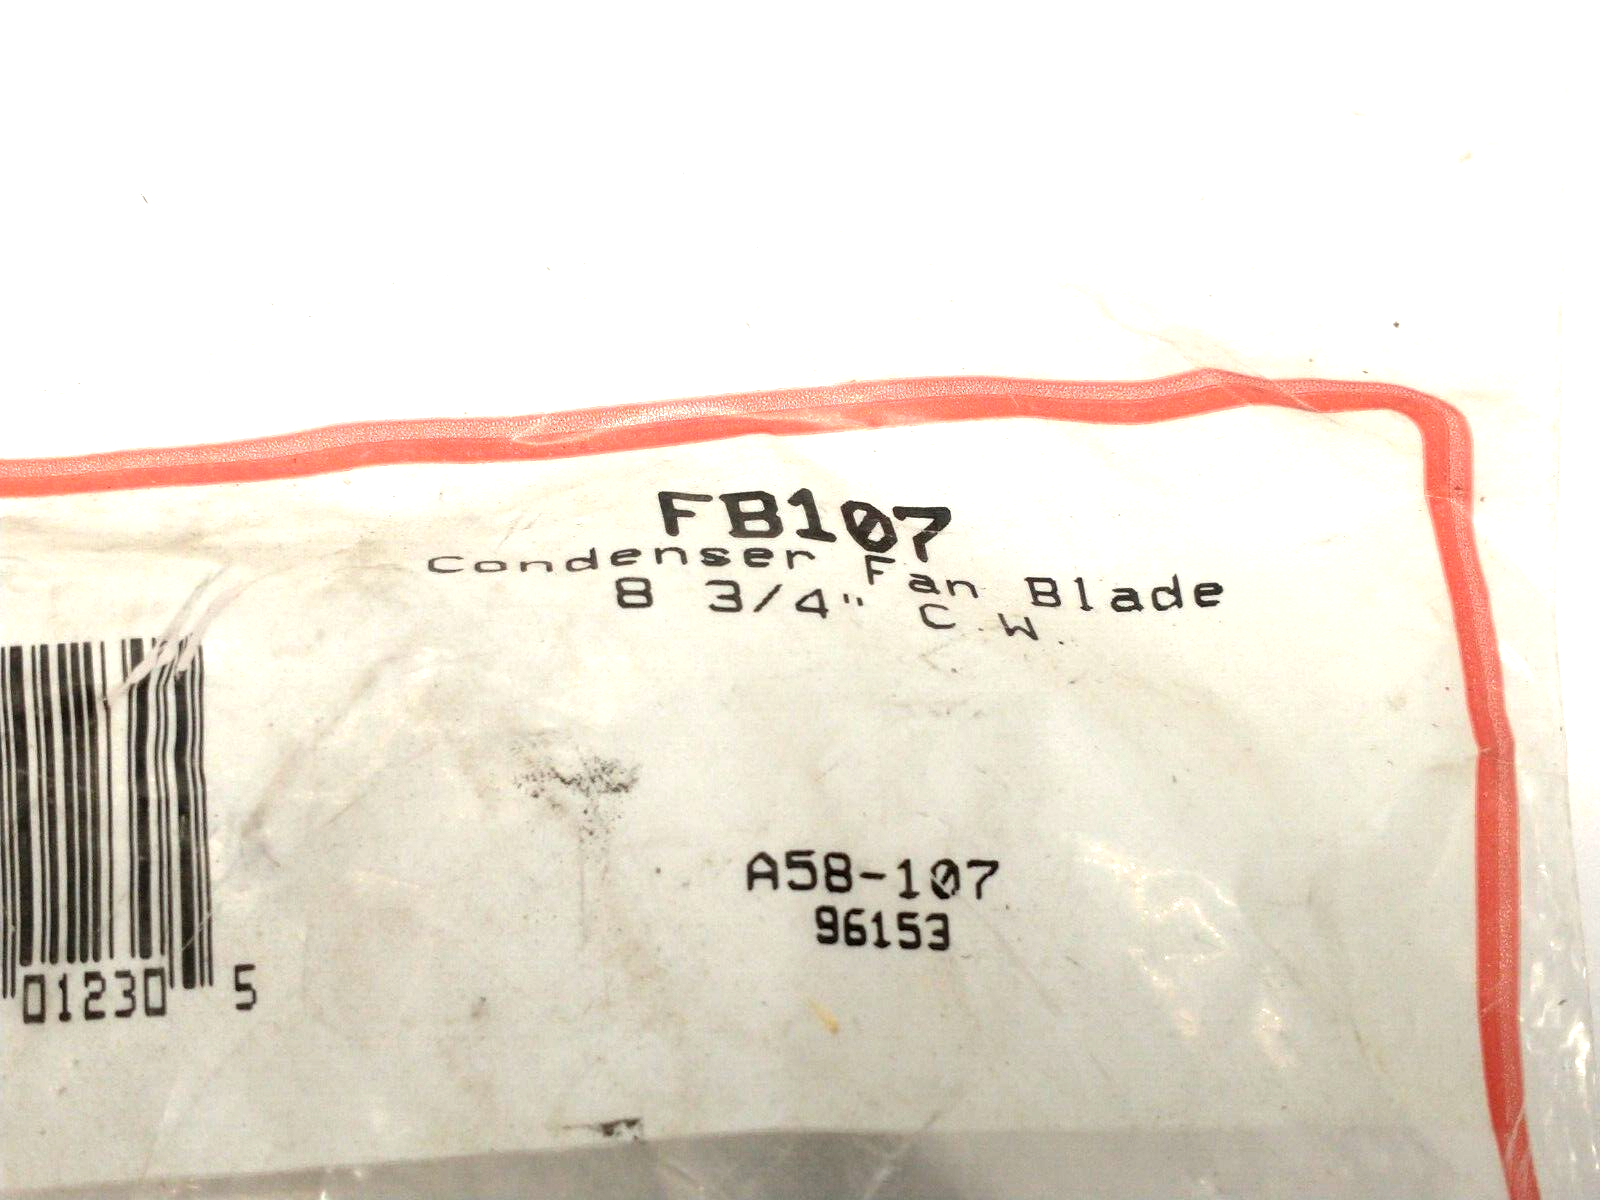 FB107
Condenser Fan Blade
8 3/4" C.W.
A58-107
96153
01230 5